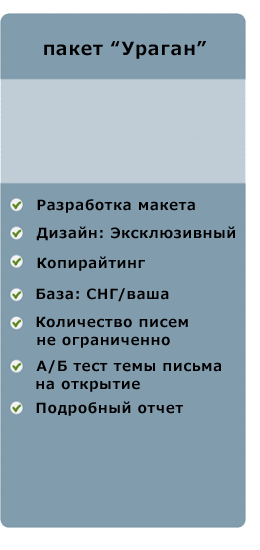 пакет “Ураган”
Разработка макета
Дизайн: Эксклюзивный
Копирайтинг
База: СНГ/ваша
Количество писем
не ограниченно
А/Б тест темы письма
на открытие
Подробный отчет